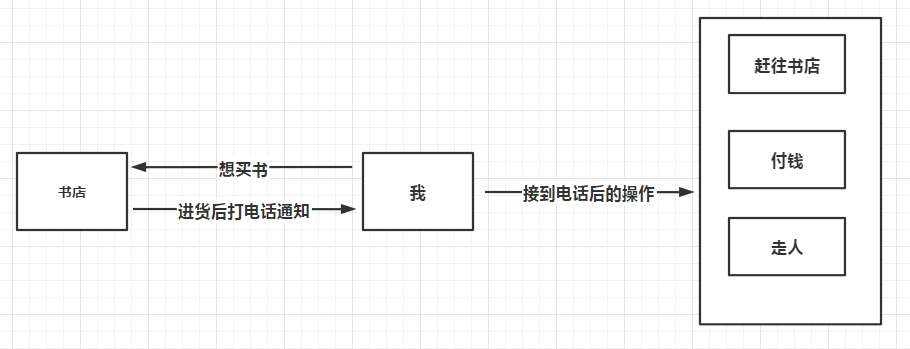 书店
想买书
进货后打电话通知
我
接到电话后的操作
赶往书店
付钱
走人